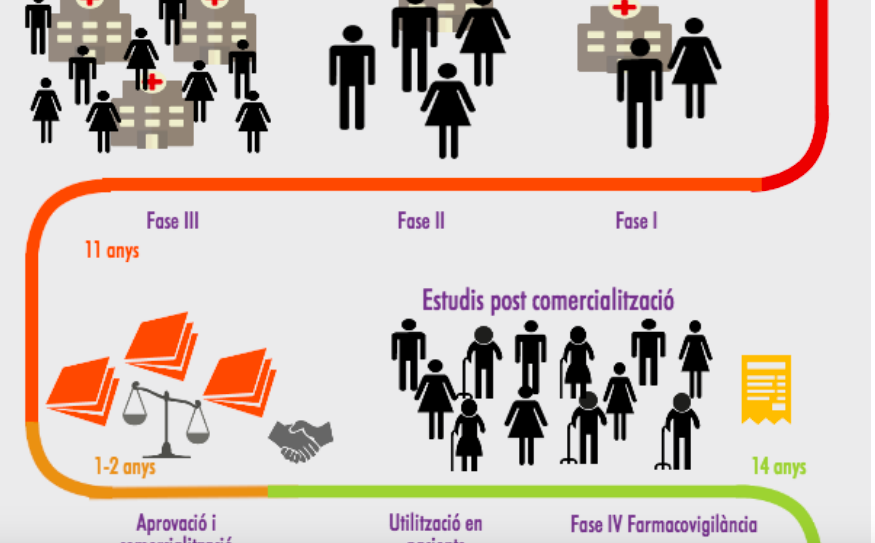 Fase III
Fase II
Fase I
11 anys
Estudis post comercialització
1-2 anys
14 anys
Aprovació i
Utilització en
Fase IV Farmacovigilància
comercialització